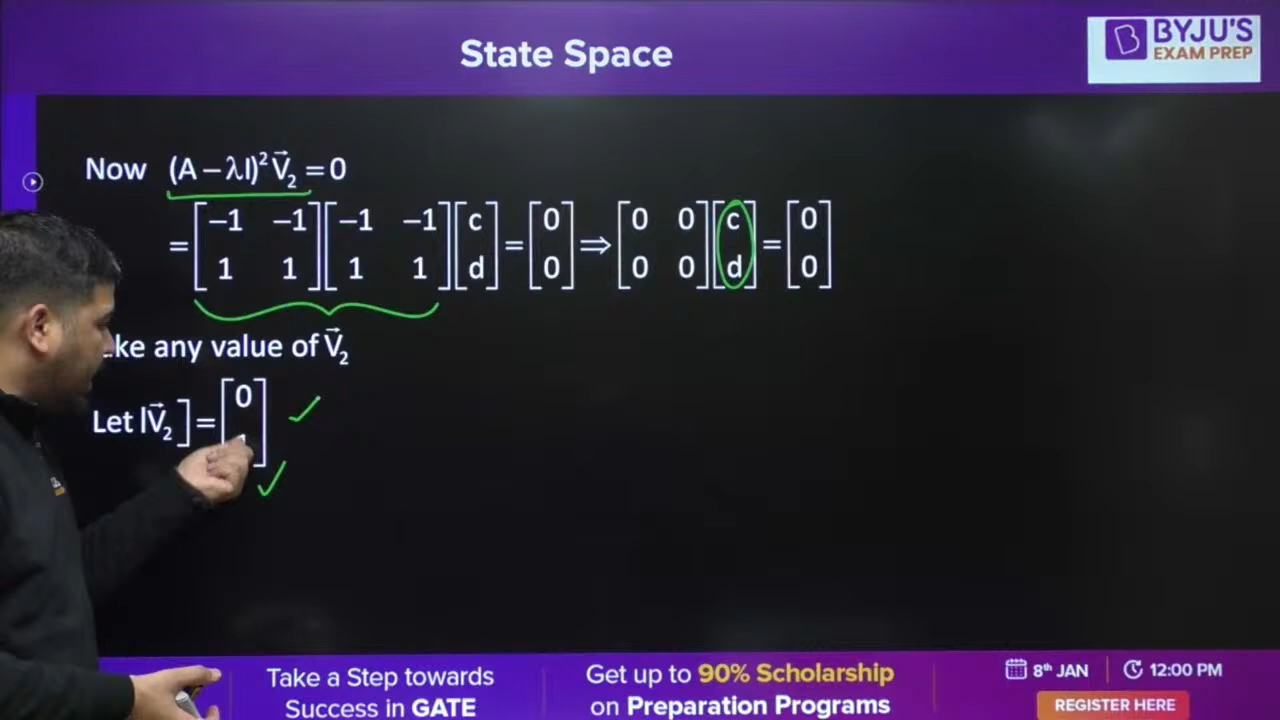 State Space
BYJU'S
EXAM PREP
Now (A – λI)² V⃗₂ = 0
= [–1 –1; 1 1] [–1 –1; 1 1] [c; d] = [0; 0] ⇒ [0 0; 0 0] [c; d] = [0; 0]
any value of V⃗₂
Let |V⃗₂ ] = [0
Take a Step towards
Success in GATE
Get up to 90% Scholarship
on Preparation Programs
8th JAN
12:00 PM
REGISTER HERE